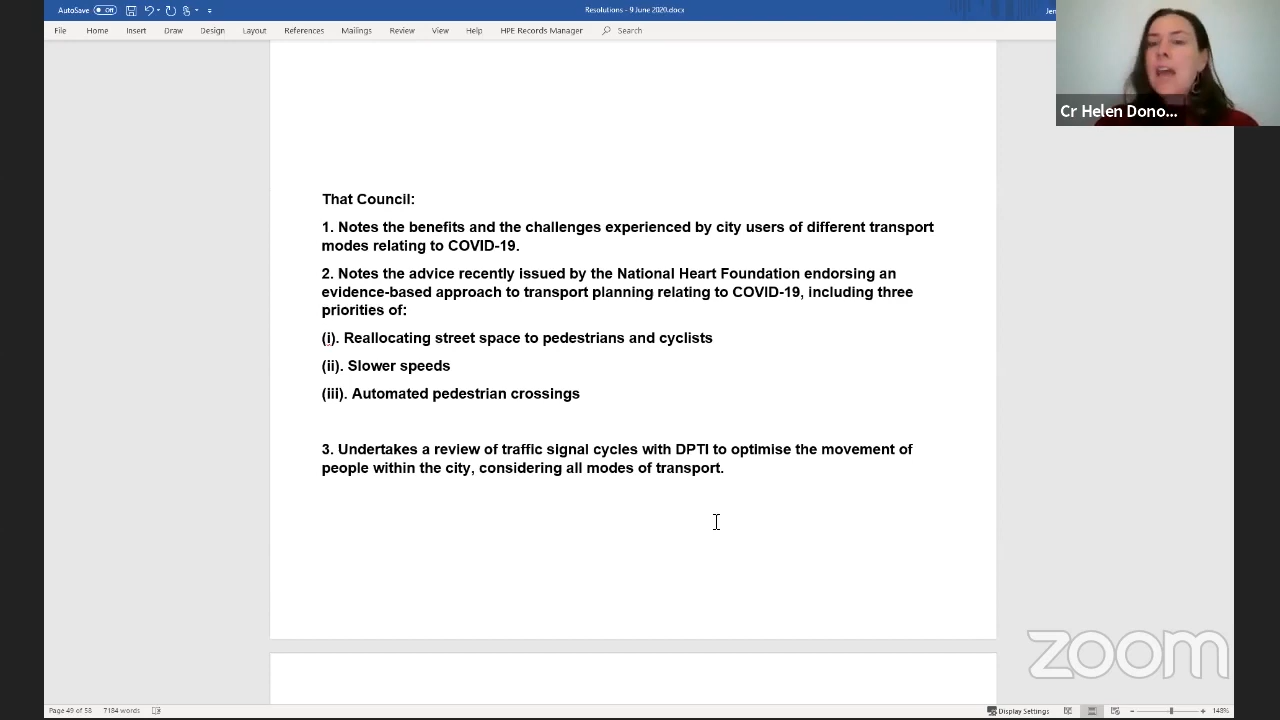 AutoSave Off
Resolutions - 9 June 2020.docx
Jen
File Home Insert Draw Design Layout References Mailings Review View Help HPE Records Manager Search
Cr Helen Dono...
That Council:
1. Notes the benefits and the challenges experienced by city users of different transport
modes relating to COVID-19.
2. Notes the advice recently issued by the National Heart Foundation endorsing an
evidence-based approach to transport planning relating to COVID-19, including three
priorities of:
(i). Reallocating street space to pedestrians and cyclists
(ii). Slower speeds
(iii). Automated pedestrian crossings
3. Undertakes a review of traffic signal cycles with DPTI to optimise the movement of
people within the city, considering all modes of transport.
zoom
Page 49 of 58 7184 words Display Settings 148%